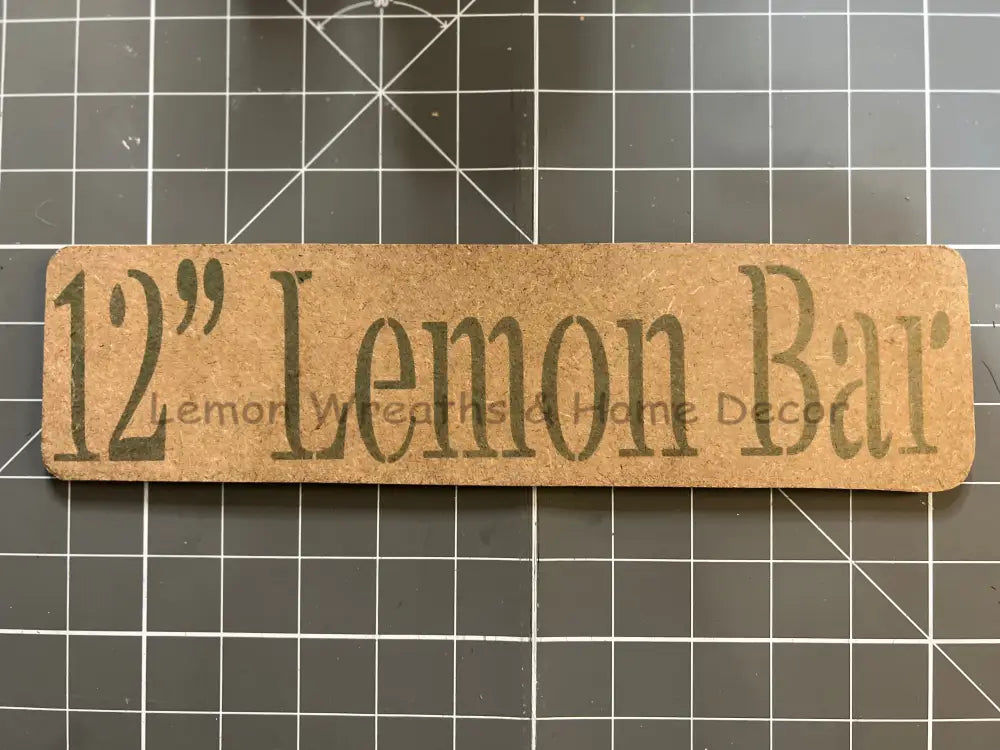 12” Lemon Bar
Lemon Wreaths & Home Decor